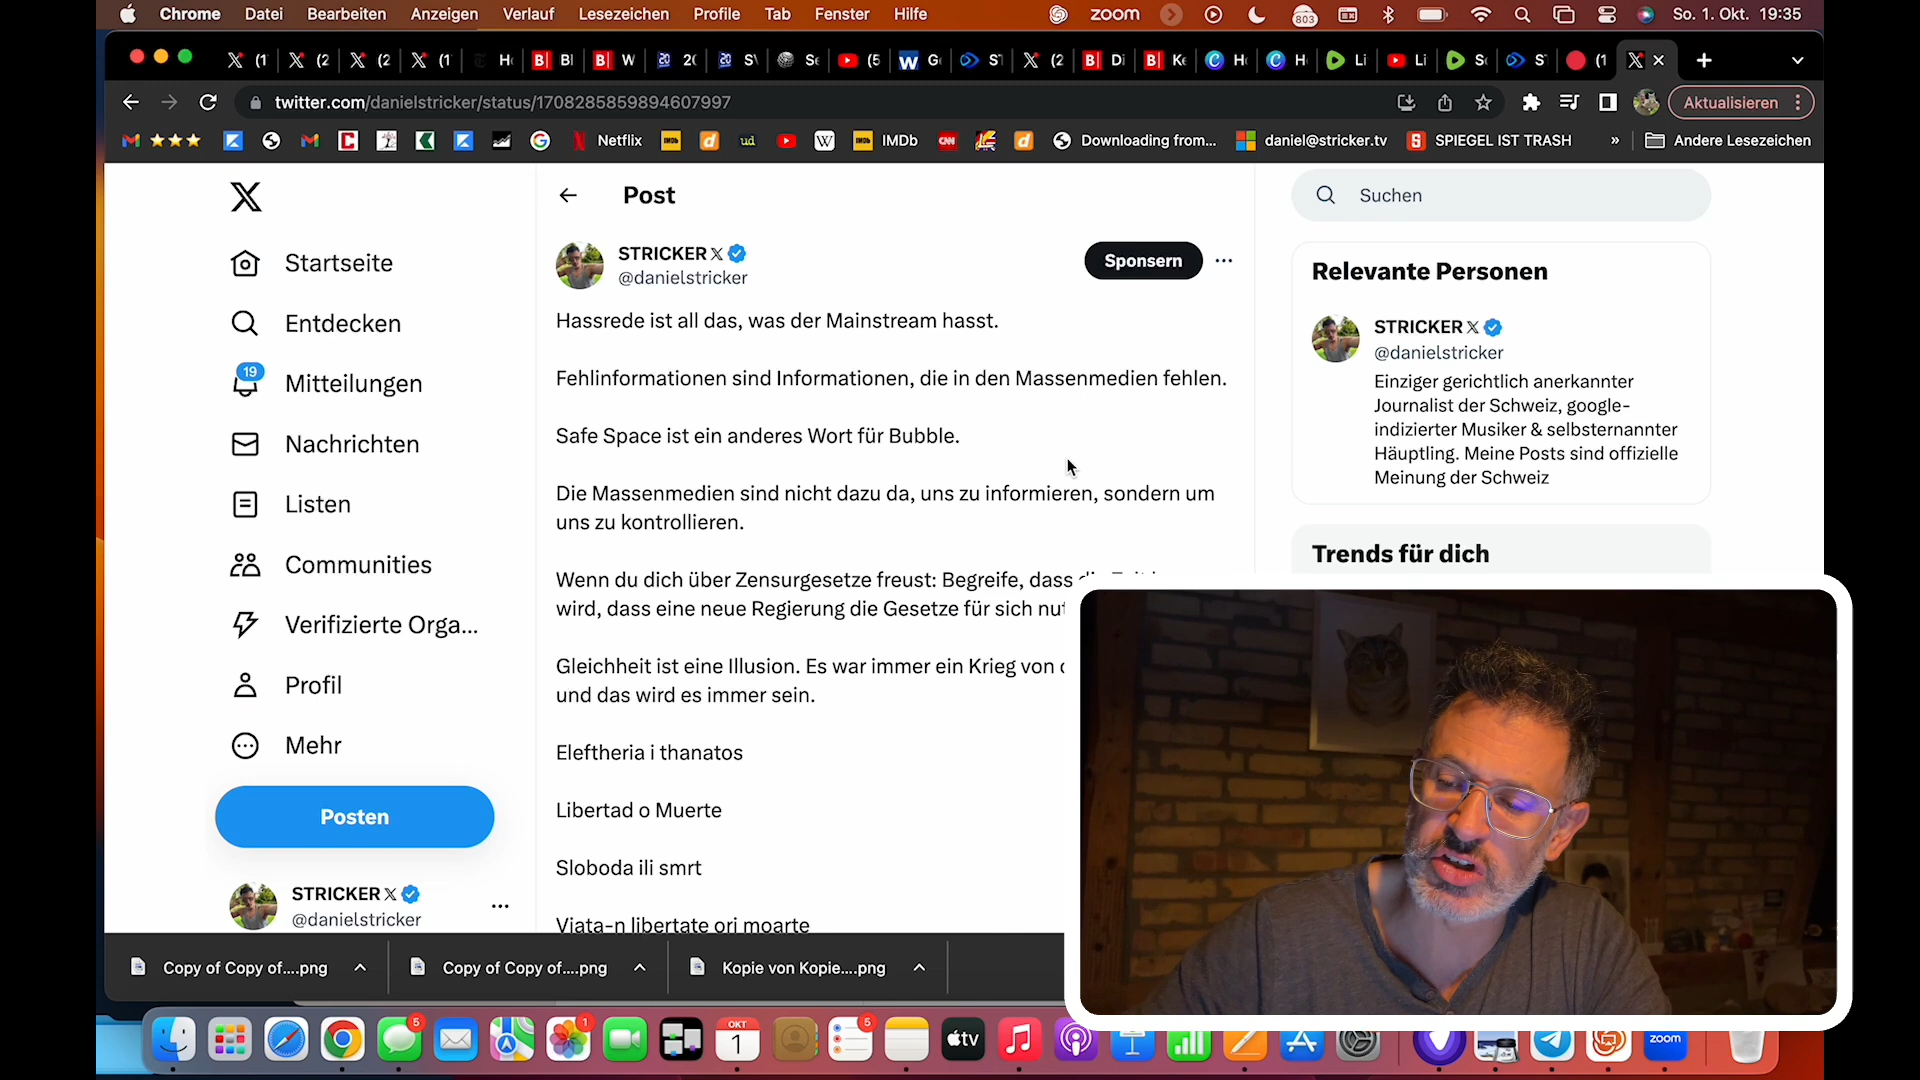 Chrome Datei Bearbeiten Anzeigen Verlauf Lesezeichen Profile Tab Fenster Hilfe zoom 803 So. 1. Okt. 19:35
twitter.com/danielstricker/status/1708285859894607997 Aktualisieren
Netflix IMDb Downloading from... daniel@stricker.tv SPIEGEL IST TRASH » Andere Lesezeichen
Post
Suchen
Startseite
Entdecken
19
Mitteilungen
Nachrichten
Listen
Communities
Verifizierte Orga...
Profil
Mehr
Posten
STRICKER X
@danielstricker
STRICKER X
@danielstricker
Sponsern
Hassrede ist all das, was der Mainstream hasst.
Fehlinformationen sind Informationen, die in den Massenmedien fehlen.
Safe Space ist ein anderes Wort für Bubble.
Die Massenmedien sind nicht dazu da, uns zu informieren, sondern um
uns zu kontrollieren.
Wenn du dich über Zensurgesetze freust: Begreife, dass
wird, dass eine neue Regierung die Gesetze für sich
Gleichheit ist eine Illusion. Es war immer ein Krieg von
und das wird es immer sein.
Eleftheria i thanatos
Libertad o Muerte
Sloboda ili smrt
Viata-n libertate ori moarte
Relevante Personen
STRICKER X
@danielstricker
Einziger gerichtlich anerkannter
Journalist der Schweiz, google-
indizierter Musiker & selbsternannter
Häuptling. Meine Posts sind offizielle
Meinung der Schweiz
Trends für dich
Copy of Copy of....png Copy of Copy of....png Kopie von Kopie....png
5 1 OKT 1 5 tv zoom